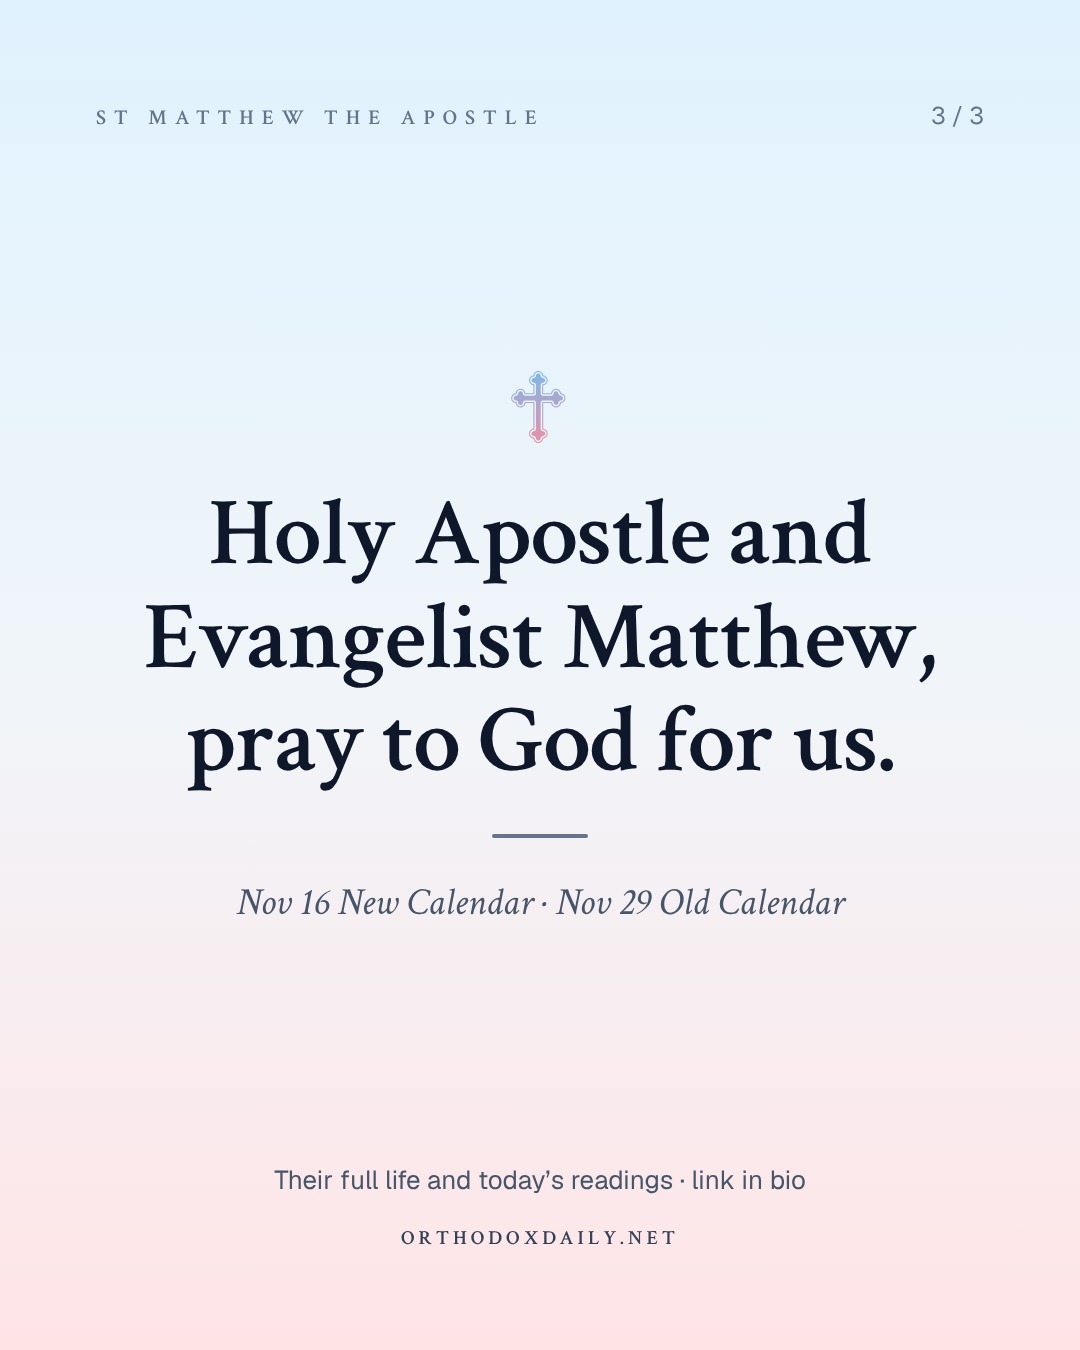 ST MATTHEW THE APOSTLE
3 / 3
Holy Apostle and
Evangelist Matthew,
pray to God for us.
Nov 16 New Calendar · Nov 29 Old Calendar
Their full life and today’s readings · link in bio
ORTHODOXDAILY.NET